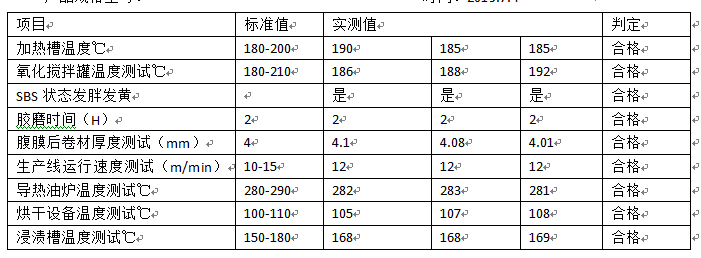 项目 标准值 实测值 判定
加热槽温度℃ 180-200 190 185 185 合格
氧化搅拌罐温度测试℃ 180-210 186 188 192 合格
SBS 状态发胖发黄 是 是 是 合格
胶磨时间（H） 2 2 2 2 合格
腹膜后卷材厚度测试（mm） 4 4.1 4.08 4.01 合格
生产线运行速度测试（m/min） 10-15 12 12 12 合格
导热油炉温度测试℃ 280-290 282 283 281 合格
烘干设备温度测试℃ 100-110 105 107 108 合格
浸渍槽温度测试℃ 150-180 168 168 169 合格